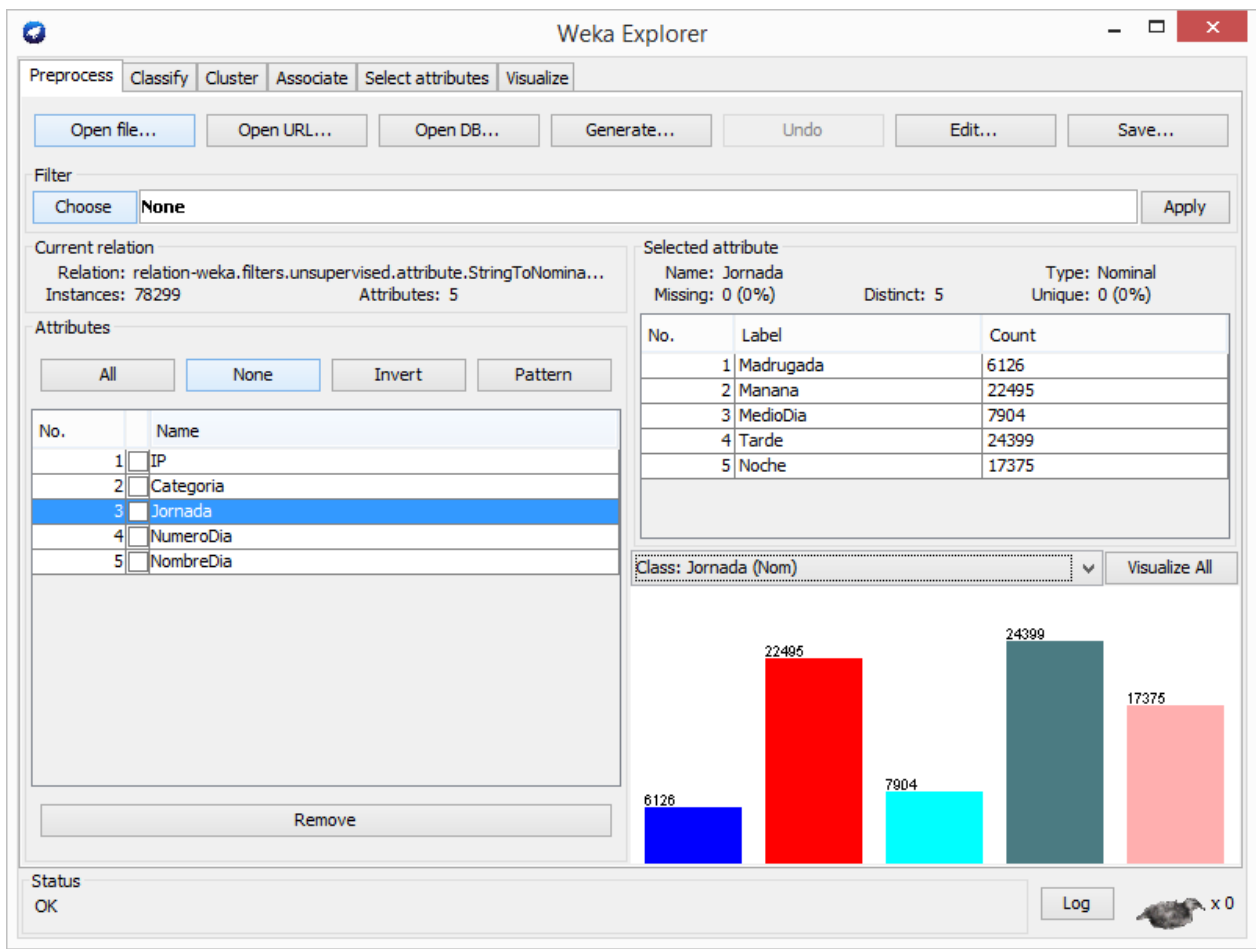 Weka Explorer
Preprocess Classify Cluster Associate Select attributes Visualize
Open file... Open URL... Open DB... Generate... Undo Edit... Save...
Filter
Choose None Apply
Current relation
Relation: relation-weka.filters.unsupervised.attribute.StringToNomina...
Instances: 78299 Attributes: 5
Attributes
All None Invert Pattern
No. Name
1 IP
2 Categoria
3 Jornada
4 NumeroDia
5 NombreDia
Remove
Selected attribute
Name: Jornada Type: Nominal
Missing: 0 (0%) Distinct: 5 Unique: 0 (0%)
No. Label Count
1 Madrugada 6126
2 Manana 22495
3 MedioDia 7904
4 Tarde 24399
5 Noche 17375
Class: Jornada (Nom) Visualize All
6126 22495 7904 24399 17375
Status
OK Log x 0